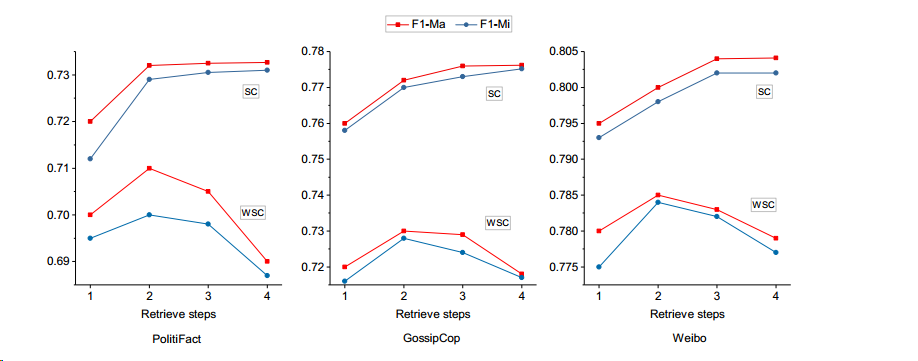 F1-Ma F1-Mi
0.73
0.72
0.71
0.70
0.69
SC
WSC
1 2 3 4
Retrieve steps
PolitiFact
0.78
0.77
0.76
0.75
0.74
0.73
0.72
SC
WSC
1 2 3 4
Retrieve steps
GossipCop
0.805
0.800
0.795
0.790
0.785
0.780
0.775
SC
WSC
1 2 3 4
Retrieve steps
Weibo